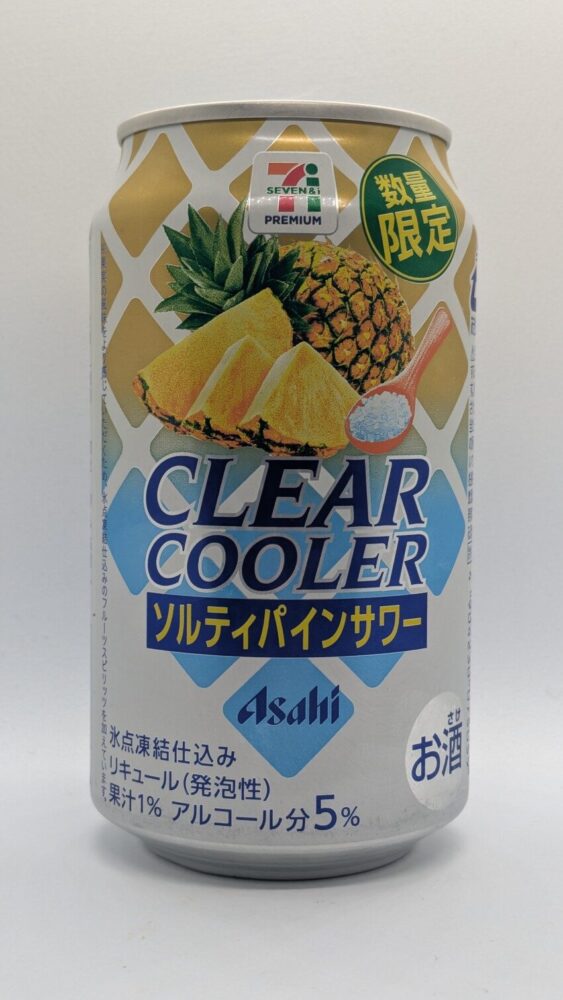 SEVEN&i
PREMIUM
数量
限定
CLEAR
COOLER
ソルティパインサワー
Asahi
氷点凍結仕込み
リキュール(発泡性)
果汁1% アルコール分5%
さけ
お酒